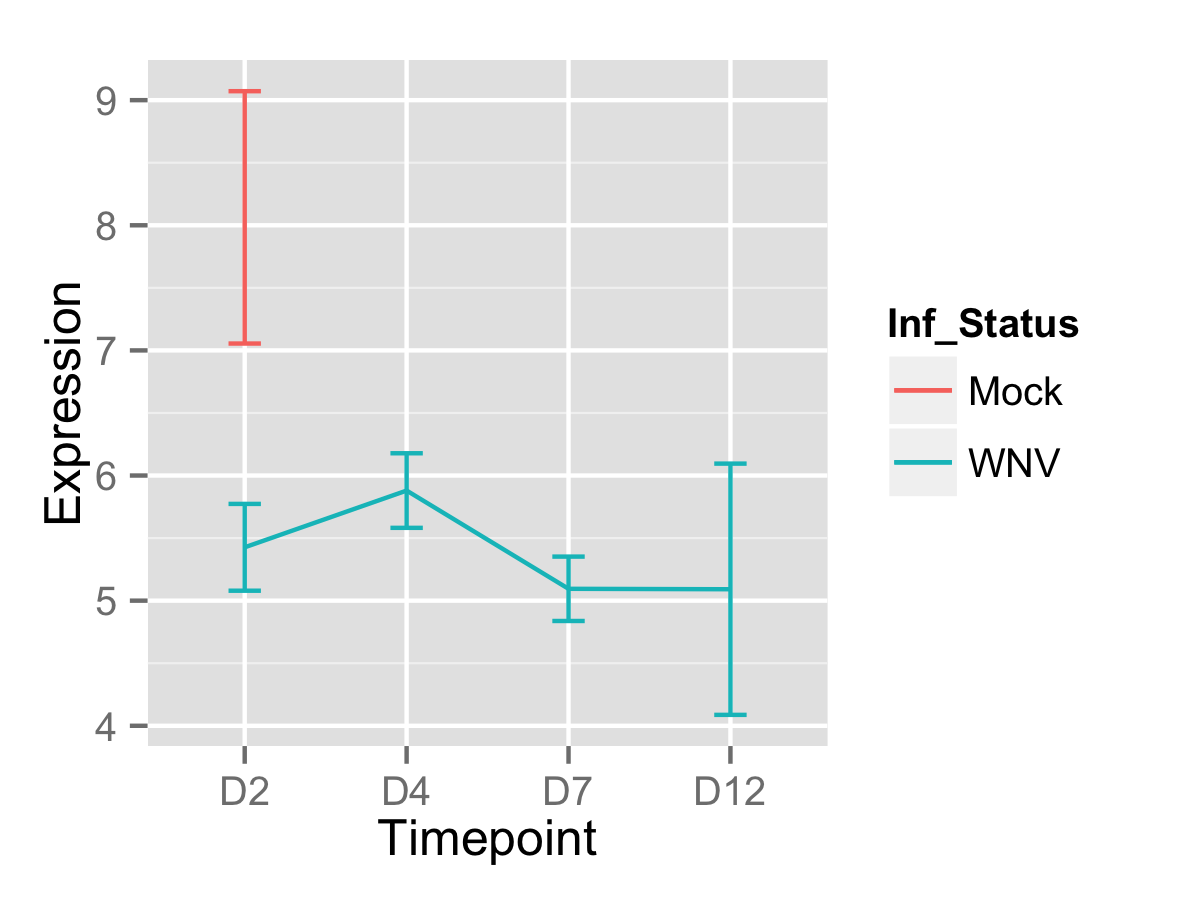 Expression
9
8
7
6
5
4
D2 D4 D7 D12
Timepoint
Inf_Status
Mock
WNV